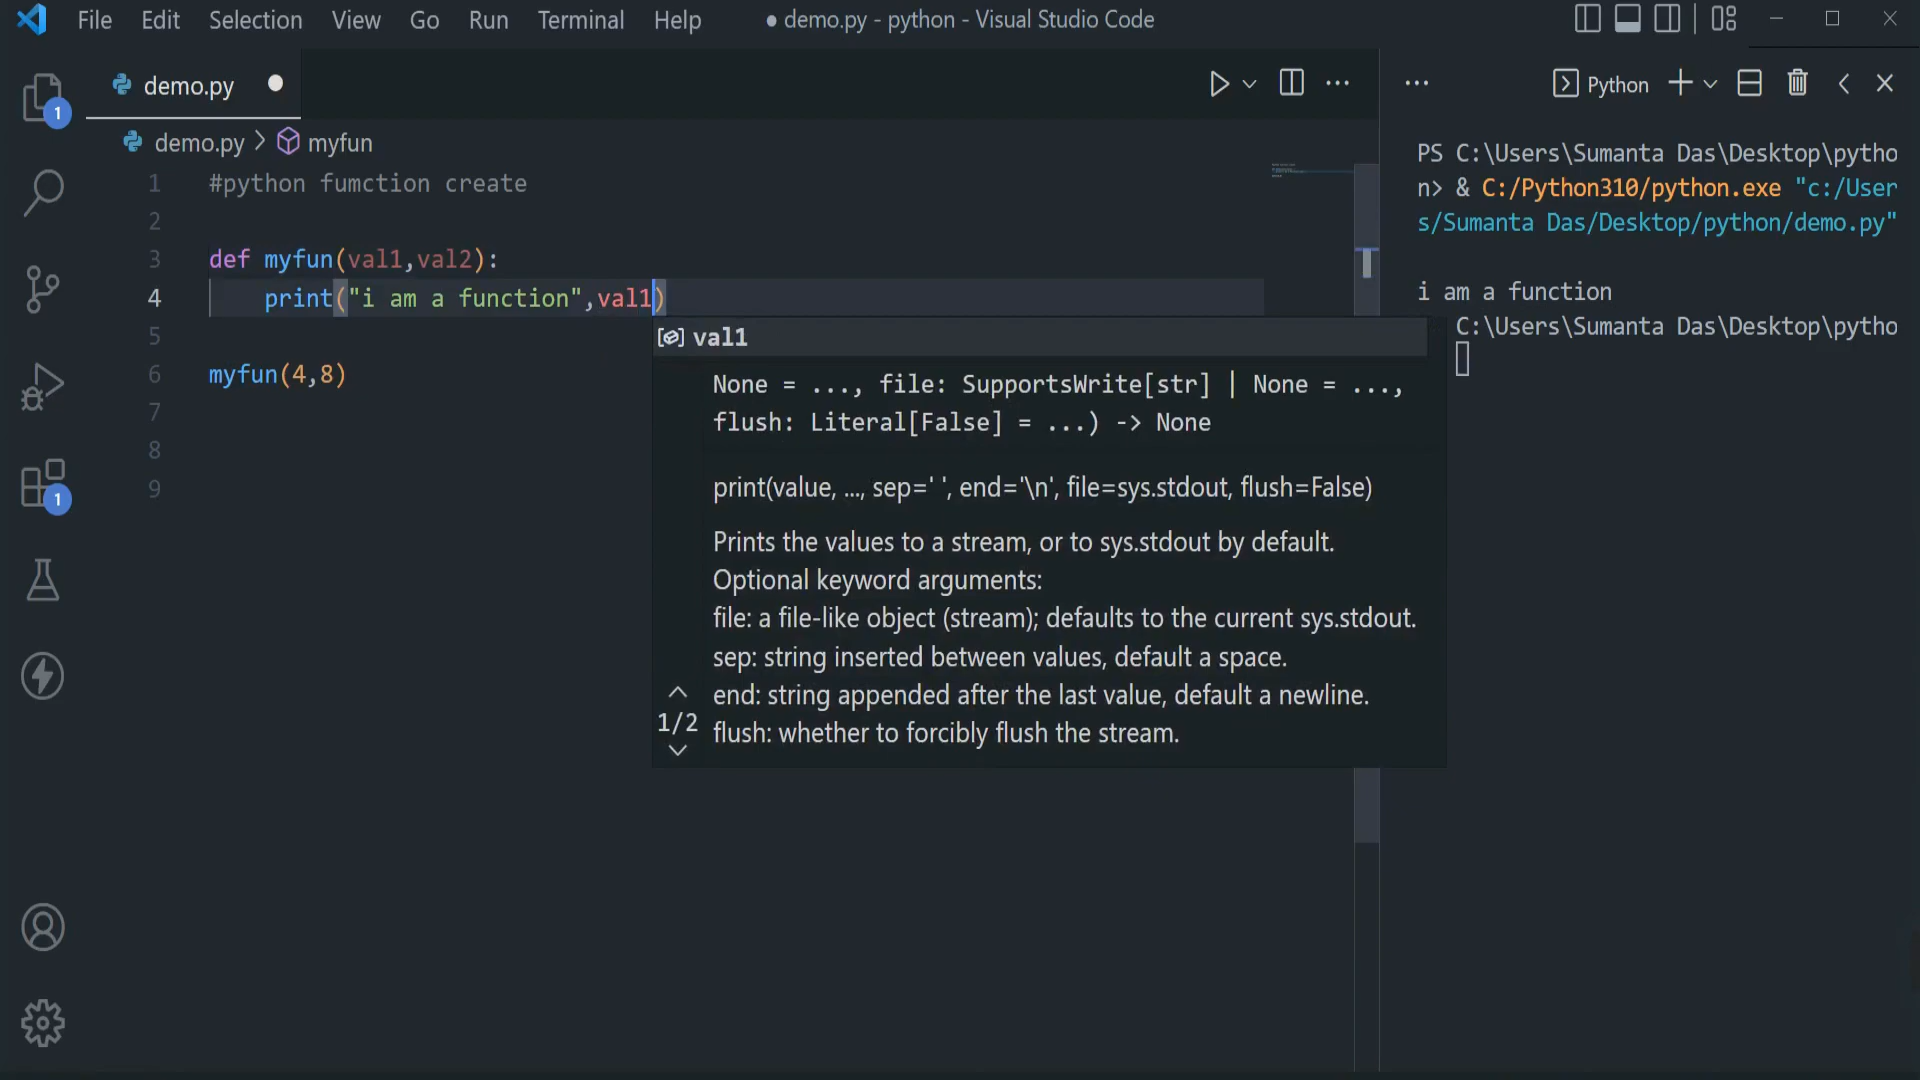 File Edit Selection View Go Run Terminal Help ● demo.py - python - Visual Studio Code
demo.py ●
demo.py > myfun
1 #python fumction create
2
3 def myfun(val1,val2):
4     print("i am a function",val1)
5
6 myfun(4,8)
7
8
9
1
1
val1
None = ..., file: SupportsWrite[str] | None = ...,
flush: Literal[False] = ...) -> None
print(value, ..., sep=' ', end='\n', file=sys.stdout, flush=False)
Prints the values to a stream, or to sys.stdout by default.
Optional keyword arguments:
file: a file-like object (stream); defaults to the current sys.stdout.
sep: string inserted between values, default a space.
end: string appended after the last value, default a newline.
1/2
flush: whether to forcibly flush the stream.
Python
PS C:\Users\Sumanta Das\Desktop\pytho
n> & C:/Python310/python.exe "c:/User
s/Sumanta Das/Desktop/python/demo.py"
i am a function
C:\Users\Sumanta Das\Desktop\pytho